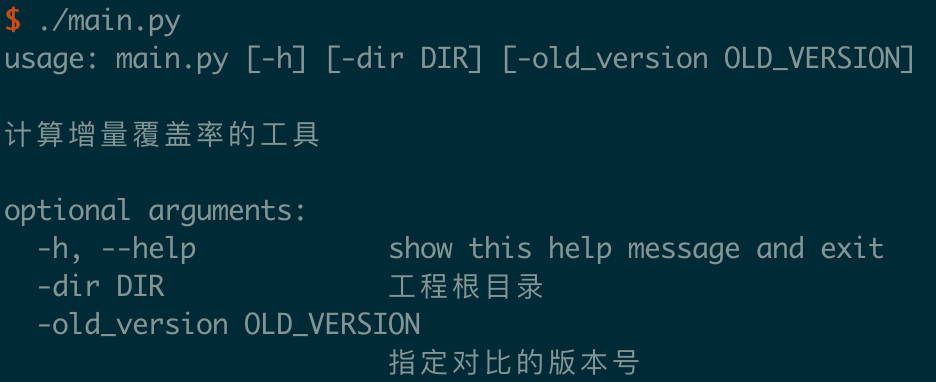 $ ./main.py
usage: main.py [-h] [-dir DIR] [-old_version OLD_VERSION]
计算增量覆盖率的工具
optional arguments:
-h, --help show this help message and exit
-dir DIR 工程根目录
-old_version OLD_VERSION
指定对比的版本号